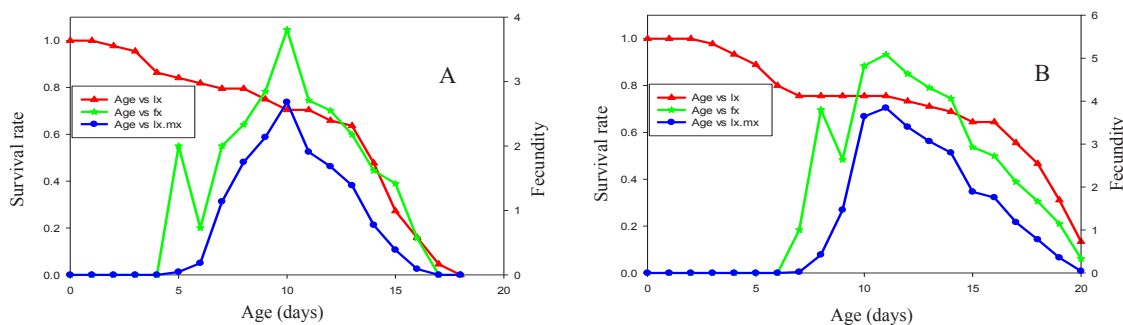 A
Survival rate
1.0
0.8
0.6
0.4
0.2
0.0
Age vs lx
Age vs fx
Age vs lx.mx
4
3
2
1
0
Fecundity
0 5 10 15 20
Age (days)
B
Survival rate
1.0
0.8
0.6
0.4
0.2
0.0
Age vs lx
Age vs fx
Age vs lx.mx
6
5
4
3
2
1
0
Fecundity
0 5 10 15 20
Age (days)